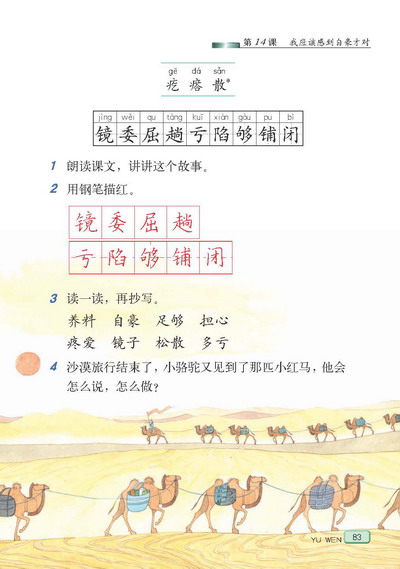 第14课 我应该感到自豪才对
gē dá sǎn
疙 瘩 散*
jìng wěi qu tàng kuī xiàn gòu pu bì
镜 委 屈 趟 亏 陷 够 铺 闭
1 朗读课文，讲讲这个故事。
2 用钢笔描红。
镜 委 屈 趟
亏 陷 够 铺 闭
3 读一读，再抄写。
养料 自豪 足够 担心
疼爱 镜子 松散 多亏
4 沙漠旅行结束了，小骆驼又见到了那匹小红马，他会
怎么说，怎么做？
YU WEN 83